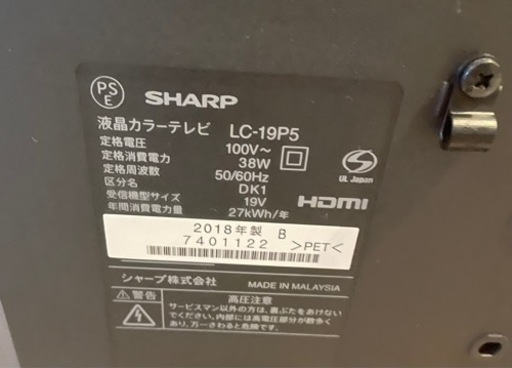 PS
E
SHARP
液晶カラーテレビ LC-19P5
定格電圧 100V~
定格消費電力 38W
定格周波数 50/60Hz
区分名 DK1
受信機型サイズ 19V
年間消費電力量 27kWh/年
UL Japan
HDMI
2018年製 B
7401122 >PET<
シャープ株式会社 MADE IN MALAYSIA
警告 高圧注意
サービスマン以外の方は、裏ぶたをあけないで
ください。内部には高電圧部分が数多く
あり、万一さわると危険です。